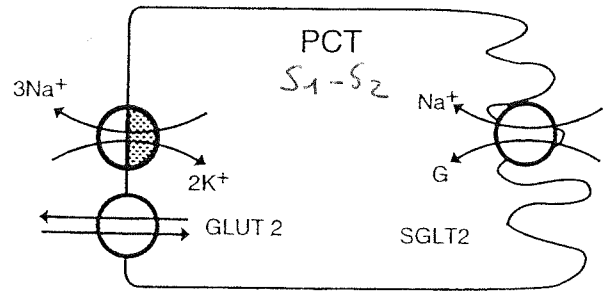 PCT
S₁-S₂
3Na⁺
Na⁺
2K⁺
G
GLUT 2
SGLT2